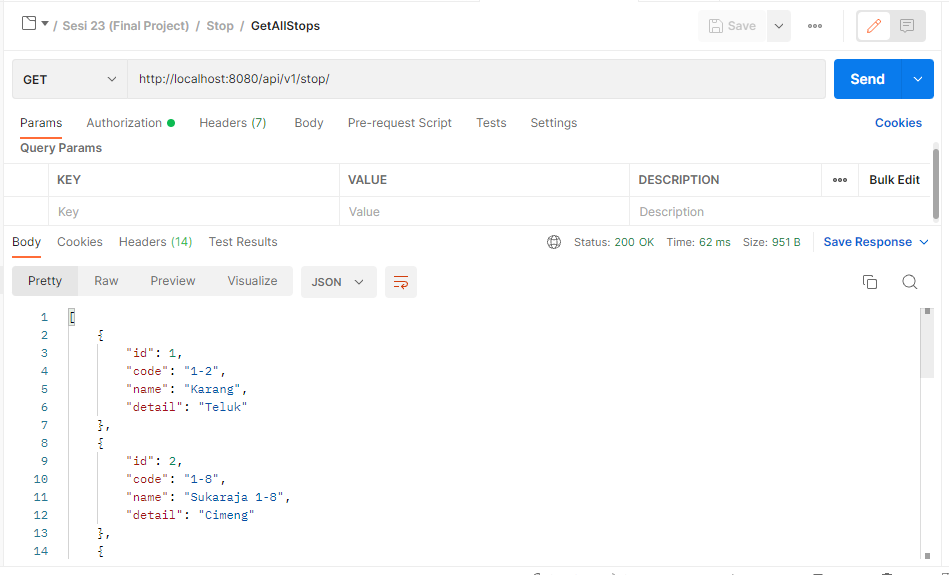 / Sesi 23 (Final Project) / Stop / GetAllStops
Save
GET
http://localhost:8080/api/v1/stop/
Send
Params Authorization Headers (7) Body Pre-request Script Tests Settings Cookies
Query Params
KEY VALUE DESCRIPTION Bulk Edit
Key Value Description
Body Cookies Headers (14) Test Results Status: 200 OK Time: 62 ms Size: 951 B Save Response
Pretty Raw Preview Visualize JSON
1 [
2 {
3 "id": 1,
4 "code": "1-2",
5 "name": "Karang",
6 "detail": "Teluk"
7 },
8 {
9 "id": 2,
10 "code": "1-8",
11 "name": "Sukaraja 1-8",
12 "detail": "Cimeng"
13 },
14 {